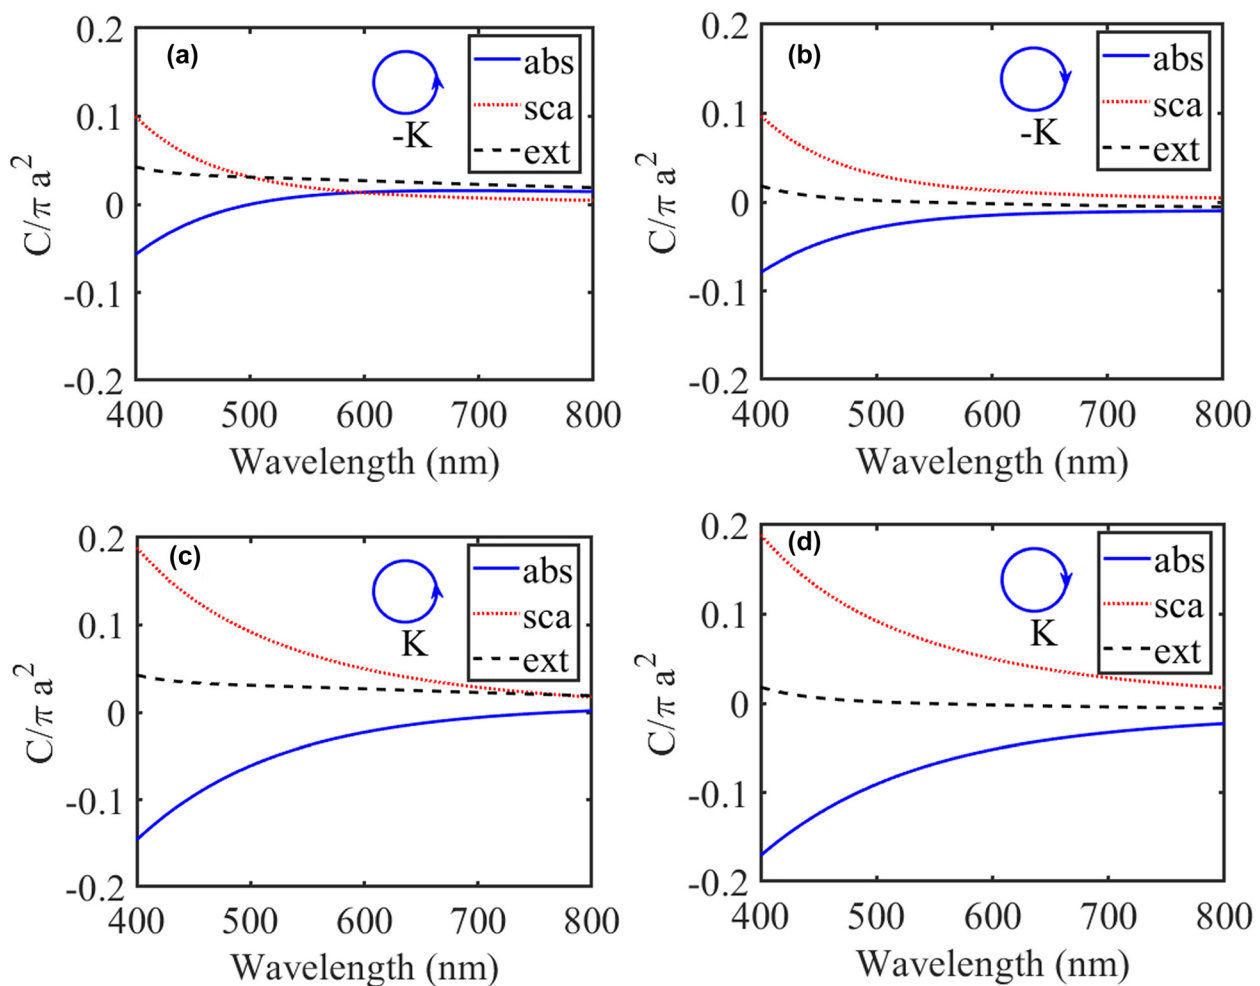 (a)
C/π a²
0.2
0.1
0
-0.1
-0.2
-K
abs
sca
ext
400 500 600 700 800
Wavelength (nm)
(b)
C/π a²
0.2
0.1
0
-0.1
-0.2
-K
abs
sca
ext
400 500 600 700 800
Wavelength (nm)
(c)
C/π a²
0.2
0.1
0
-0.1
-0.2
K
abs
sca
ext
400 500 600 700 800
Wavelength (nm)
(d)
C/π a²
0.2
0.1
0
-0.1
-0.2
K
abs
sca
ext
400 500 600 700 800
Wavelength (nm)